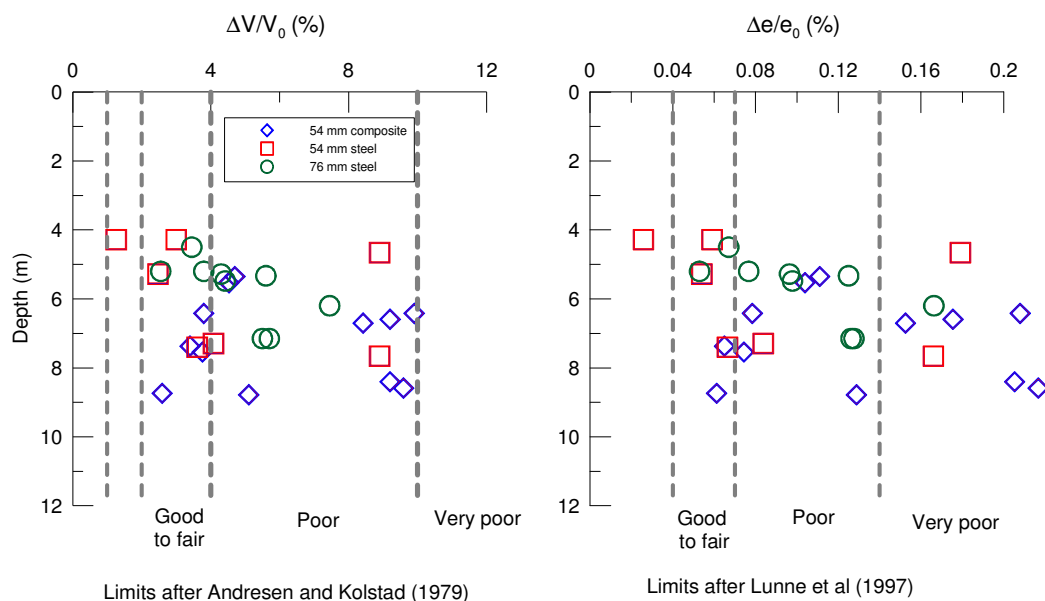 ΔV/V0 (%)
0 4 8 12
0
2
4
6
8
10
12
Depth (m)
54 mm composite
54 mm steel
76 mm steel
Good
to fair
Poor
Very poor
Limits after Andresen and Kolstad (1979)
Δe/e0 (%)
0 0.04 0.08 0.12 0.16 0.2
0
2
4
6
8
10
12
Good
to fair
Poor
Very poor
Limits after Lunne et al (1997)